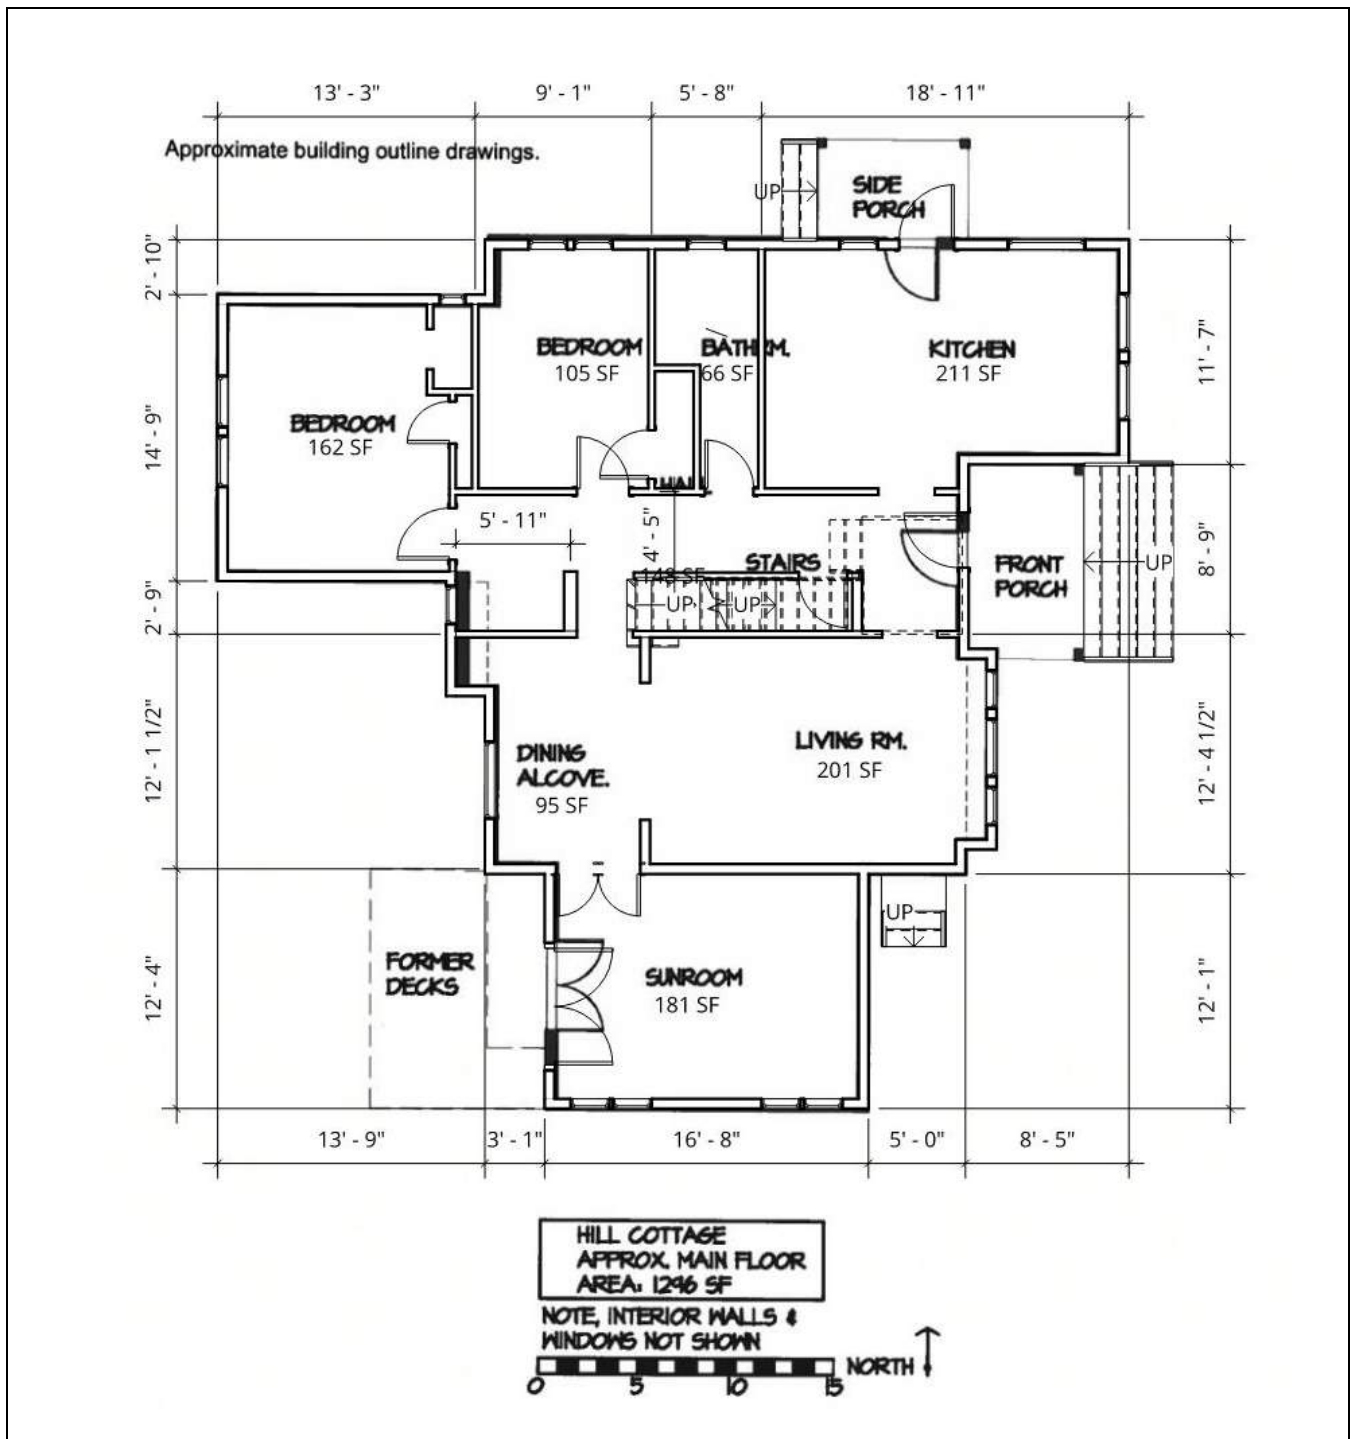 13' - 3"
9' - 1"
5' - 8"
18' - 11"
Approximate building outline drawings.
UP
SIDE
PORCH
2' - 10"
BEDROOM
105 SF
BATHRM.
66 SF
KITCHEN
211 SF
11' - 7"
BEDROOM
162 SF
14' - 9"
HALL
5' - 11"
4' - 5"
STAIRS
148 SF
UP
UP
FRONT
PORCH
UP
8' - 9"
2' - 9"
DINING
ALCOVE.
95 SF
LIVING RM.
201 SF
12' - 1 1/2"
12' - 4 1/2"
UP
FORMER
DECKS
SUNROOM
181 SF
12' - 4"
12' - 1"
13' - 9"
3' - 1"
16' - 8"
5' - 0"
8' - 5"
HILL COTTAGE
APPROX. MAIN FLOOR
AREA: 1296 SF
NOTE, INTERIOR WALLS &
WINDOWS NOT SHOWN
NORTH
0 5 10 15